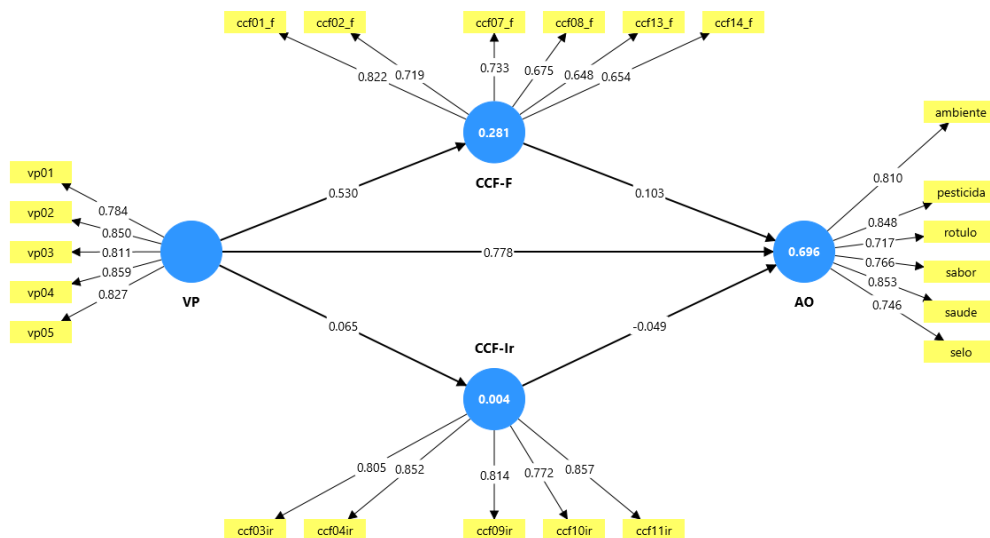 ccf01_f ccf02_f ccf07_f ccf08_f ccf13_f ccf14_f
0.822 0.719 0.733 0.675 0.648 0.654
ambiente
0.281
CCF-F
0.810
vp01
vp02
vp03
vp04
vp05
0.784
0.850
0.811
0.859
0.827
VP
0.530
0.103
0.778
0.065
-0.049
0.696
AO
pesticida
rotulo
sabor
saude
selo
0.848
0.717
0.766
0.853
0.746
CCF-Ir
0.004
0.805 0.852 0.814 0.772 0.857
ccf03ir ccf04ir ccf09ir ccf10ir ccf11ir